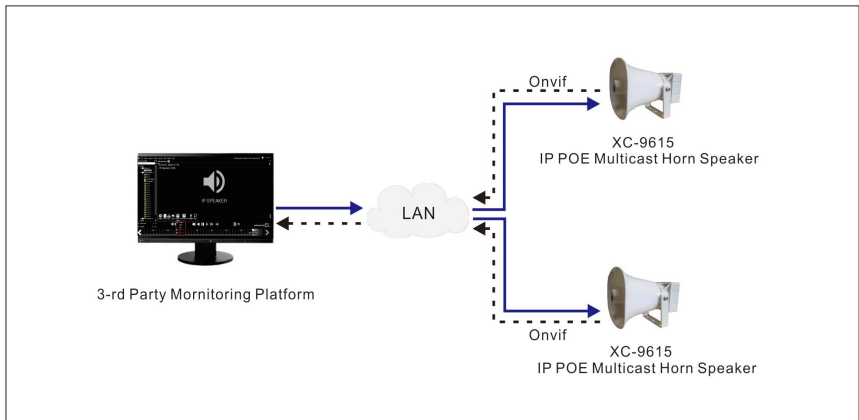 Onvif
XC-9615
IP POE Multicast Horn Speaker
IP SPEAKER
LAN
3-rd Party Mornitoring Platform
Onvif
XC-9615
IP POE Multicast Horn Speaker